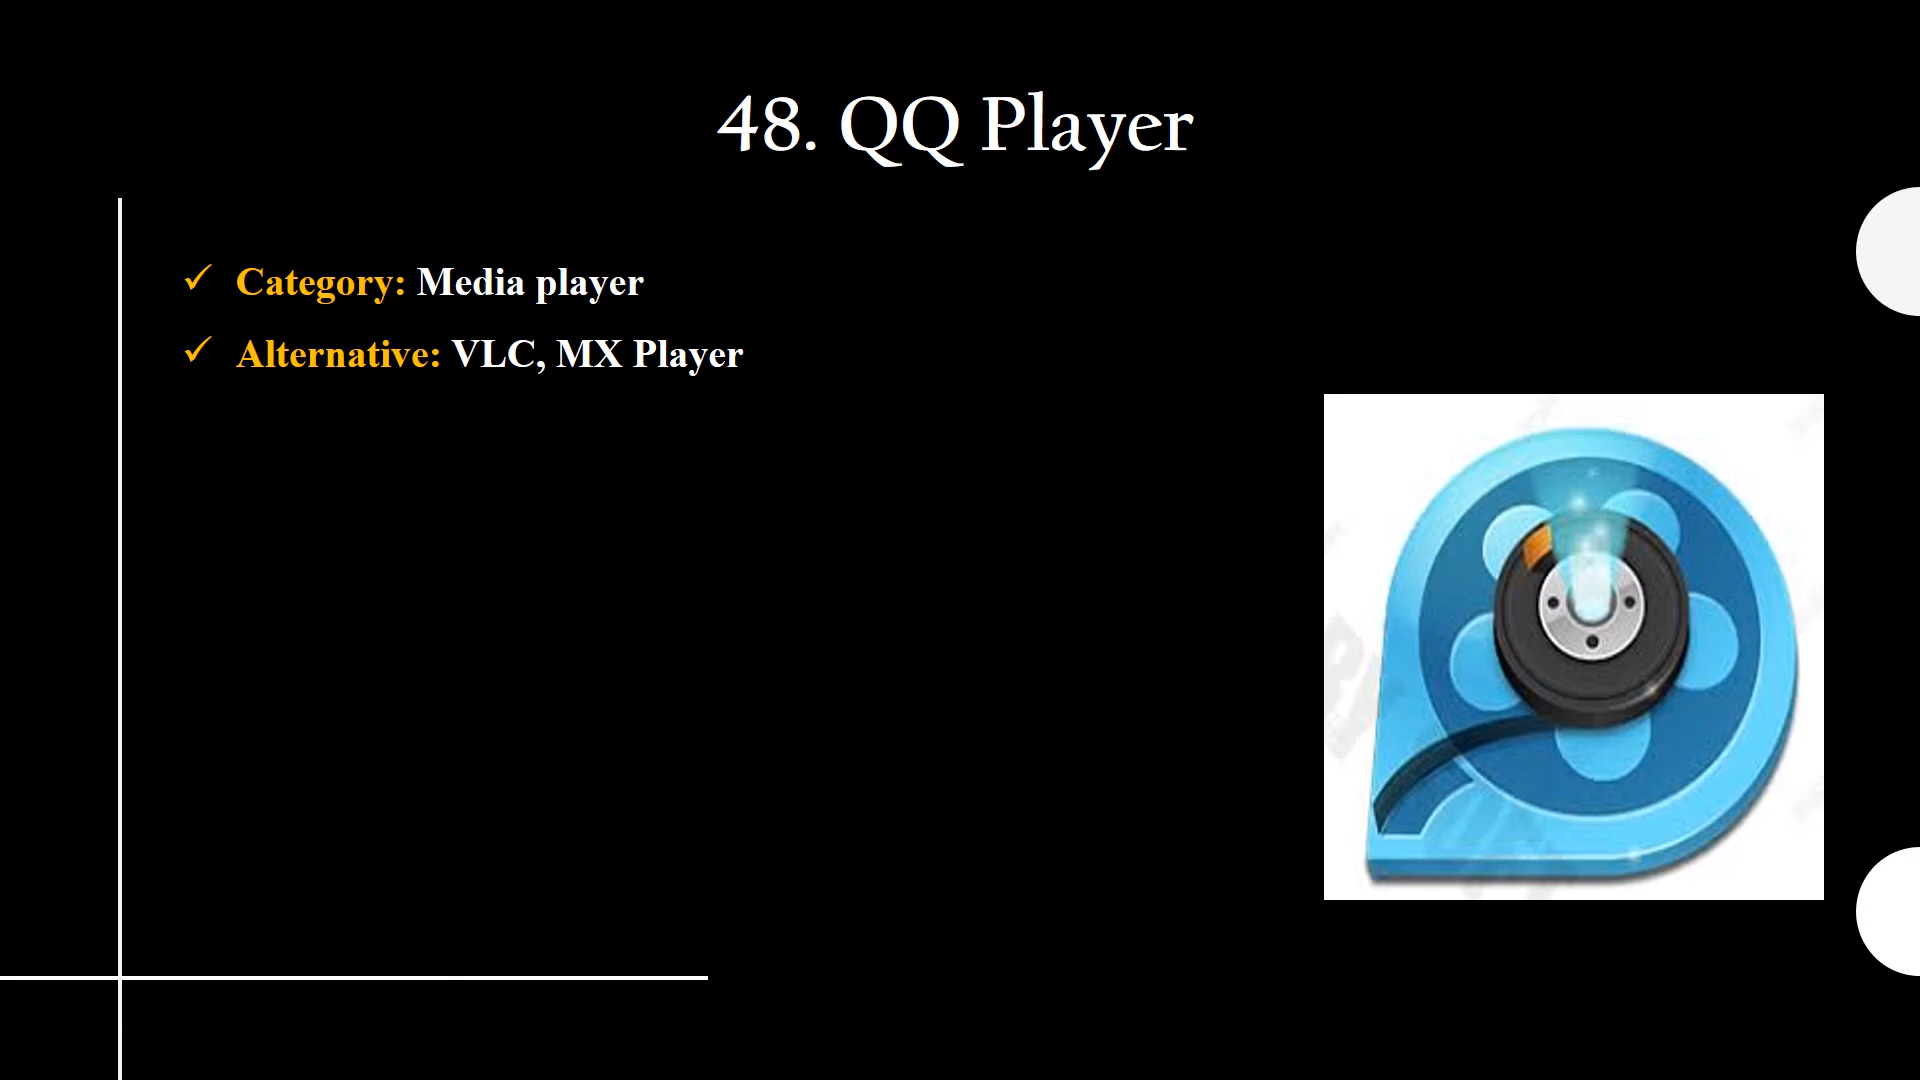 48. QQ Player
✓ Category: Media player
✓ Alternative: VLC, MX Player